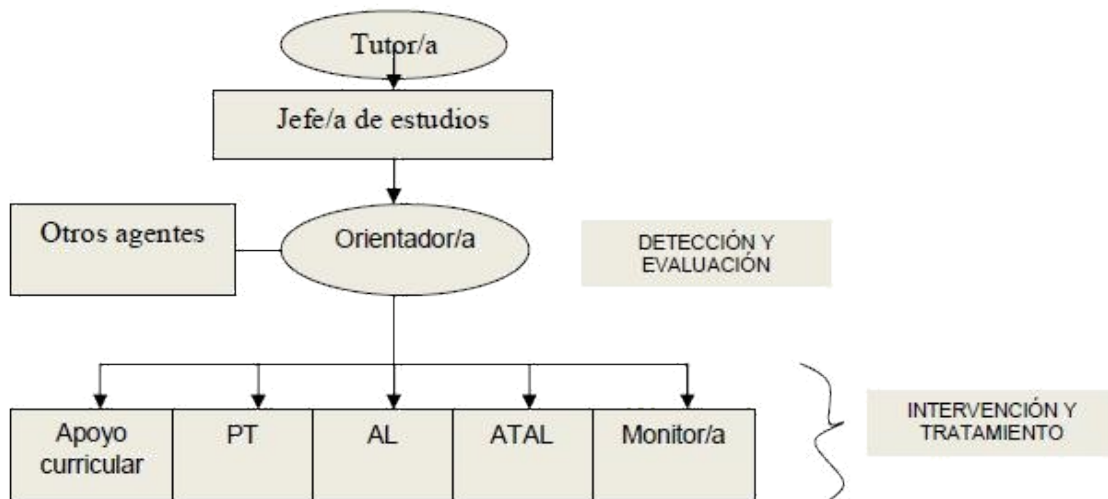 Tutor/a
Jefe/a de estudios
Otros agentes
Orientador/a
DETECCIÓN Y
EVALUACIÓN
Apoyo
curricular
PT
AL
ATAL
Monitor/a
INTERVENCIÓN Y
TRATAMIENTO